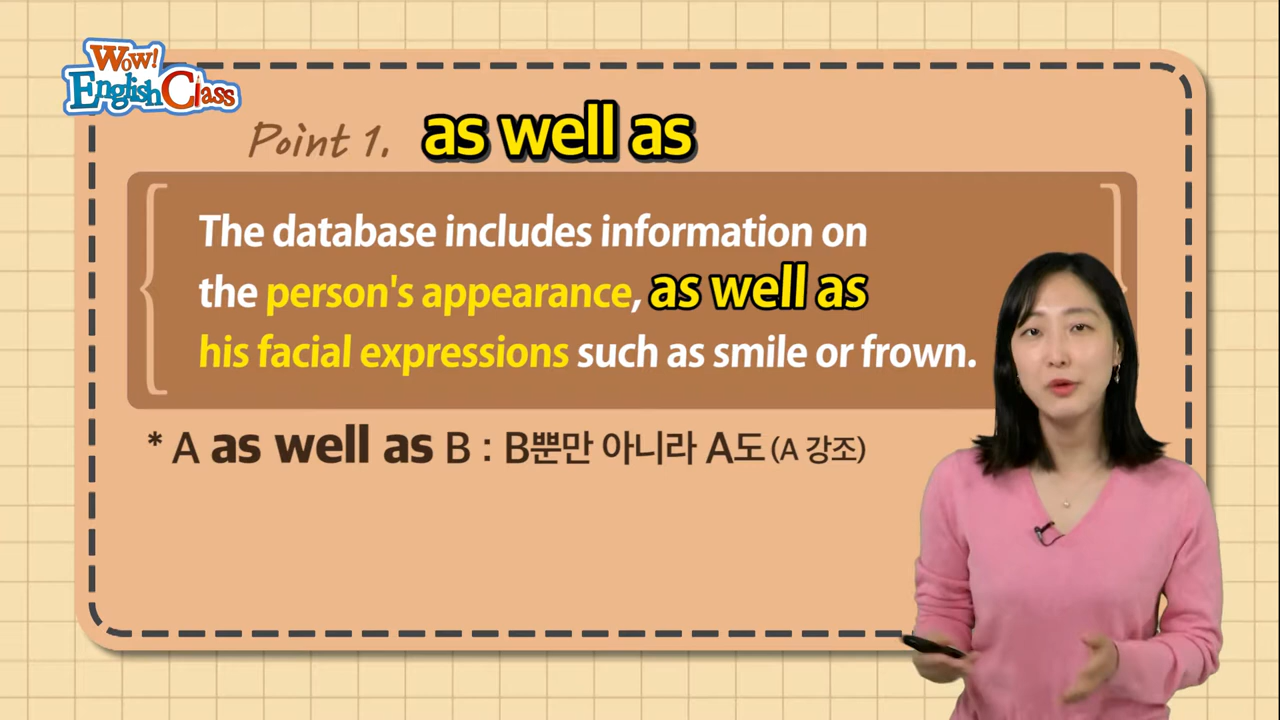 Wow!
English Class
Point 1. as well as
The database includes information on
the person's appearance, as well as
his facial expressions such as smile or frown.
* A as well as B : B뿐만 아니라 A도 (A 강조)